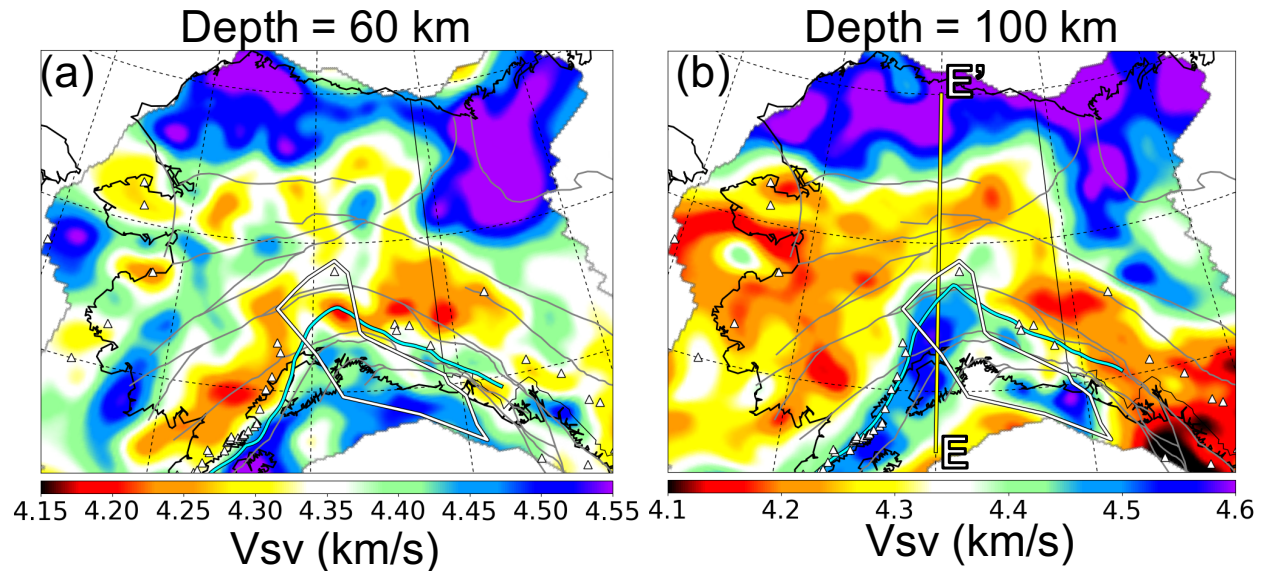 Depth = 60 km
Depth = 100 km
(a)
(b)
E'
E
4.15 4.20 4.25 4.30 4.35 4.40 4.45 4.50 4.55
4.1 4.2 4.3 4.4 4.5 4.6
Vsv (km/s)
Vsv (km/s)